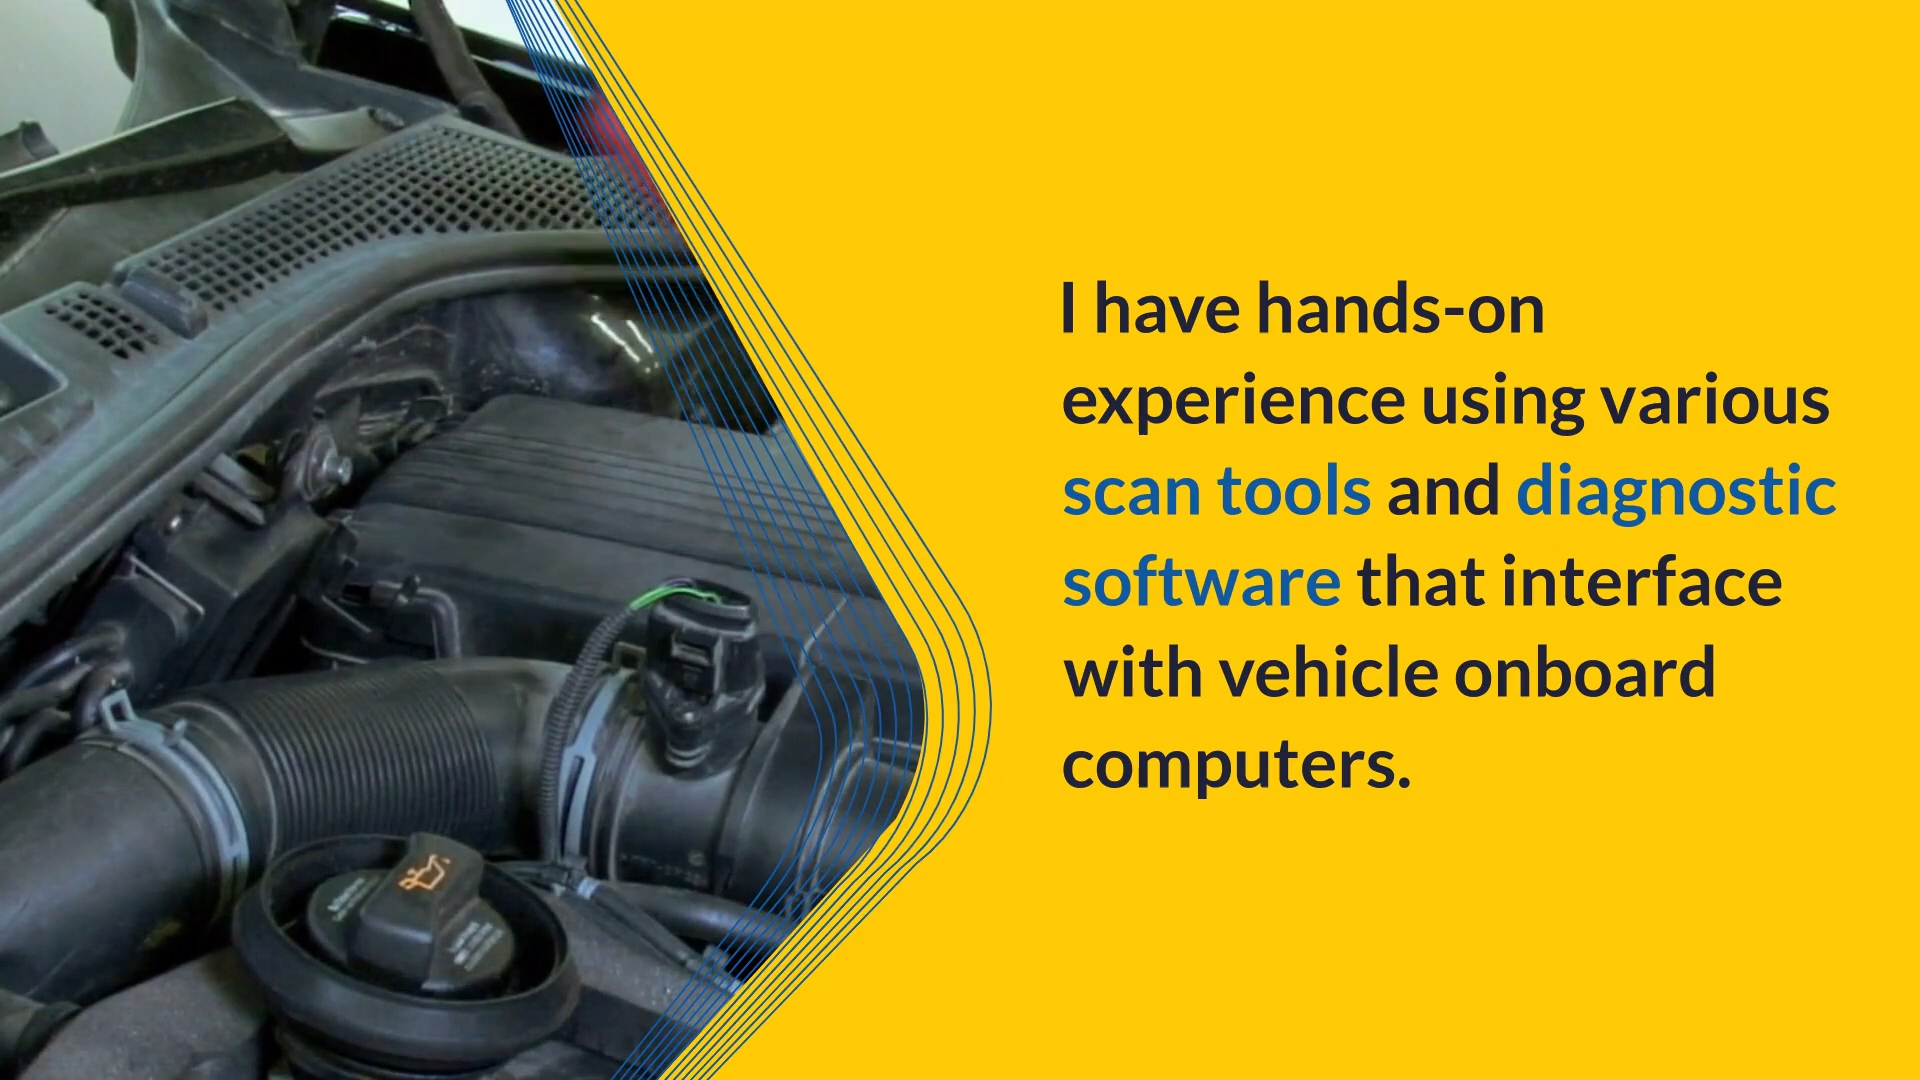 I have hands-on
experience using various
scan tools and diagnostic
software that interface
with vehicle onboard
computers.